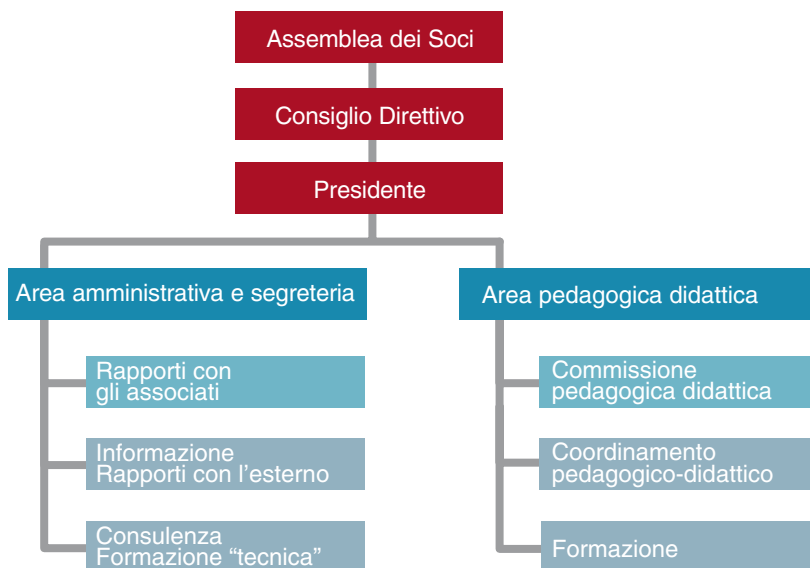 Assemblea dei Soci
Consiglio Direttivo
Presidente
Area amministrativa e segreteria
Rapporti con
gli associati
Informazione
Rapporti con l'esterno
Consulenza
Formazione “tecnica”
Area pedagogica didattica
Commissione
pedagogica didattica
Coordinamento
pedagogico-didattico
Formazione